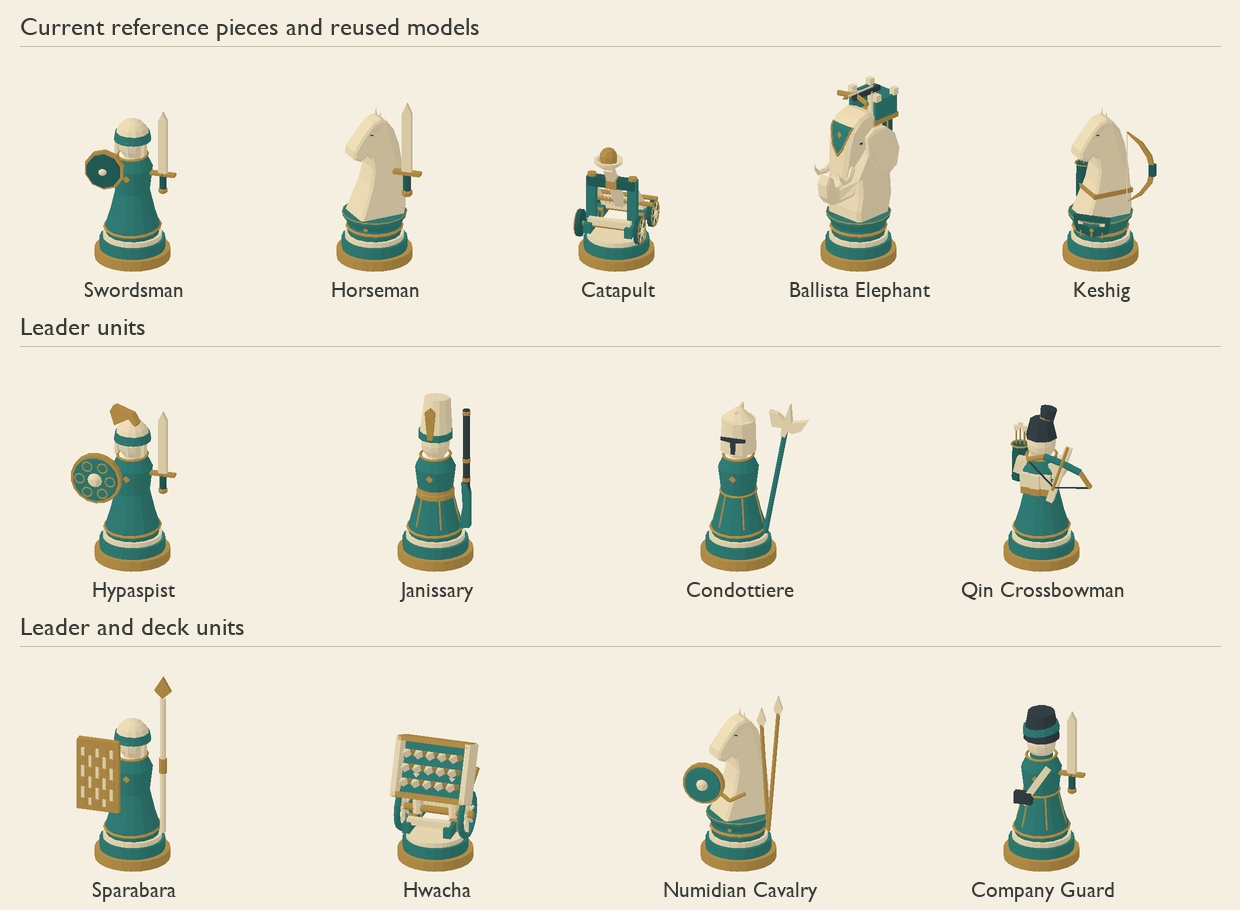 Current reference pieces and reused models
Swordsman Horseman Catapult Ballista Elephant Keshig
Leader units
Hypaspist Janissary Condottiere Qin Crossbowman
Leader and deck units
Sparabara Hwacha Numidian Cavalry Company Guard